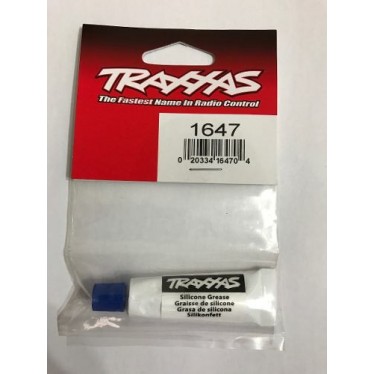 TRAXXAS
The Fastest Name In Radio Control
1647
0 20334 16470 4
TRAXXAS
Silicone Grease
Graisse de silicone
Grasa de silicona
Silikonfett